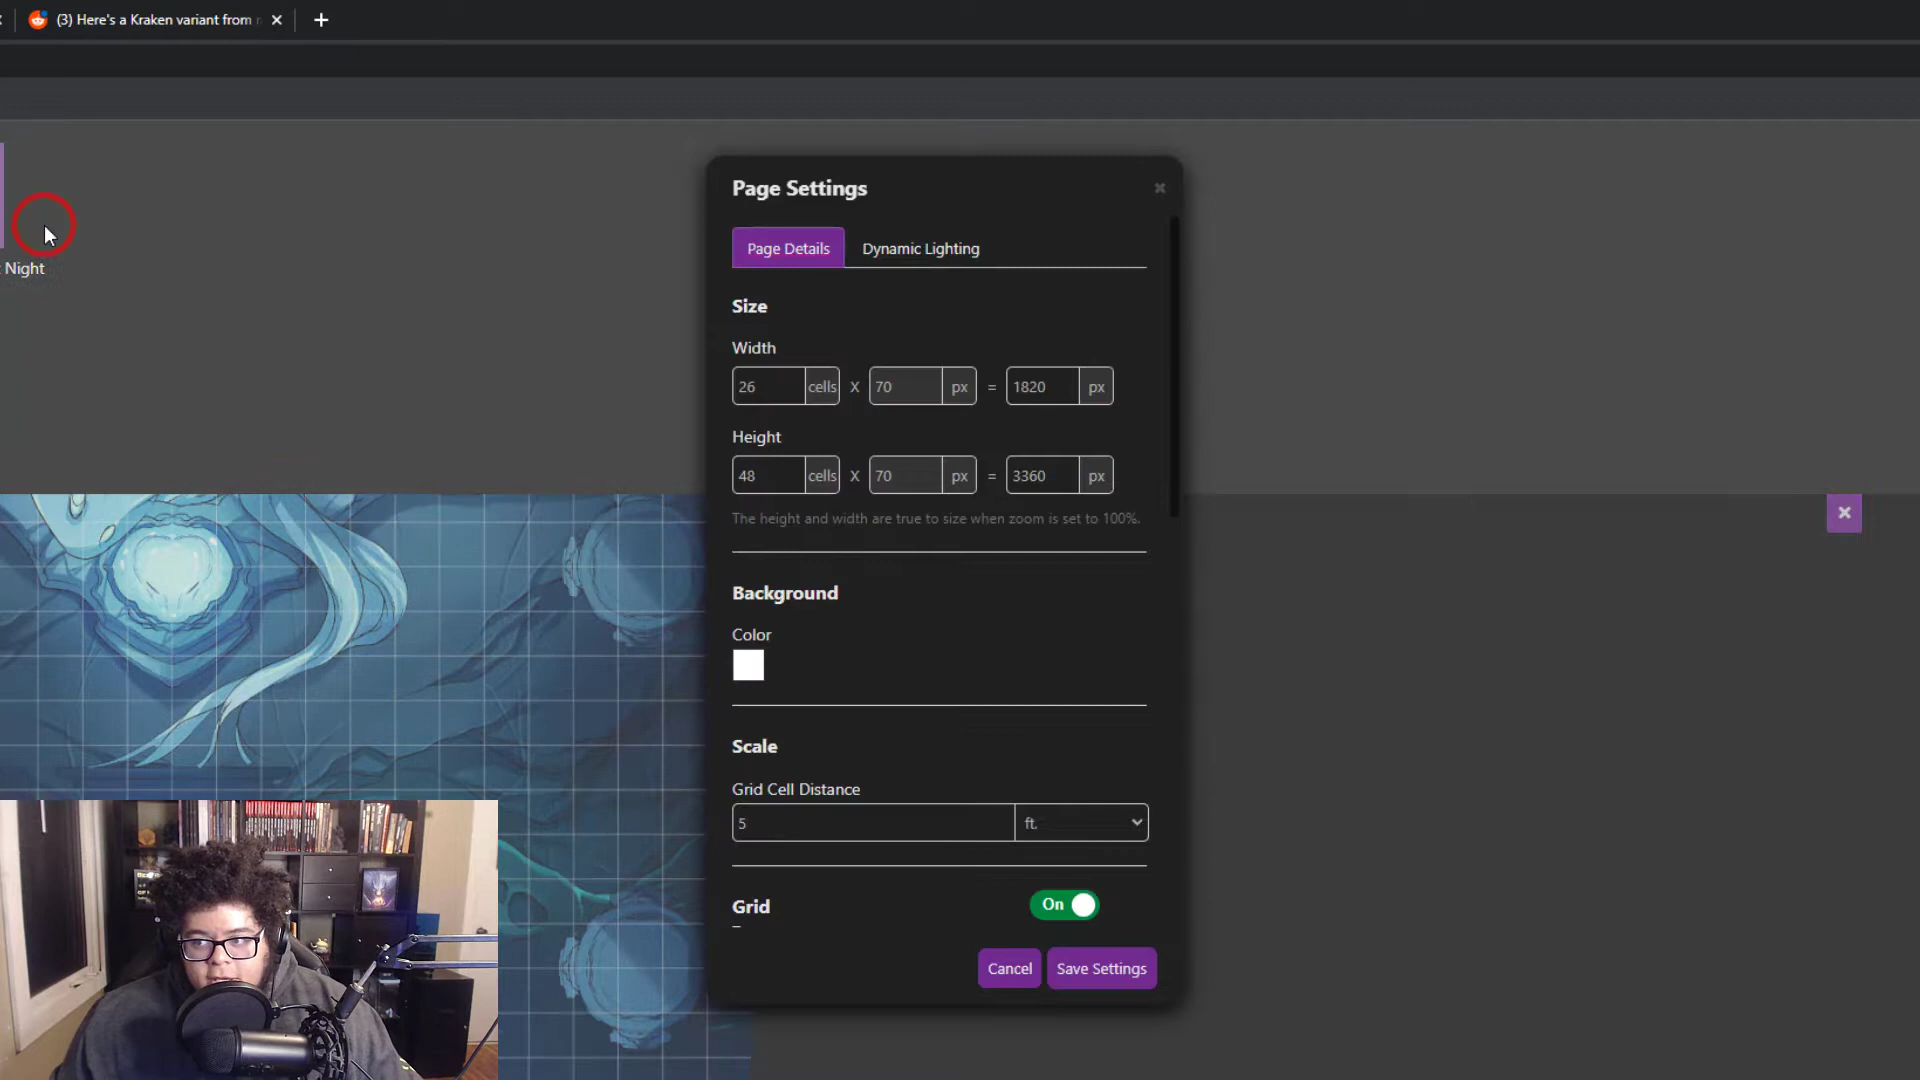 (3) Here's a Kraken variant from
Night
Page Settings
Page Details
Dynamic Lighting
Size
Width
26 cells X 70 px = 1820 px
Height
48 cells X 70 px = 3360 px
The height and width are true to size when zoom is set to 100%.
Background
Color
Scale
Grid Cell Distance
5 ft.
Grid
On
Cancel
Save Settings